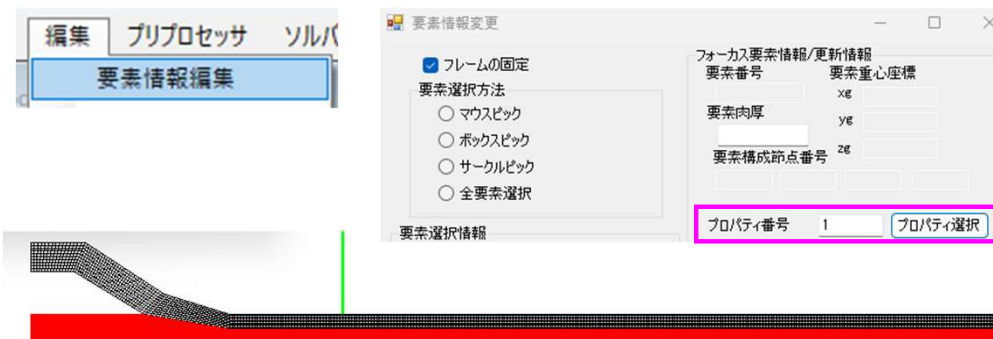 編集 プリプロセッサ ソルバ
要素情報編集
要素情報変更
フレームの固定
要素選択方法
マウスピック
ボックスピック
サークルピック
全要素選択
要素選択情報
フォーカス要素情報/更新情報
要素番号 要素重心座標
xg
要素肉厚
yg
要素構成節点番号
zg
プロパティ番号 1 プロパティ選択